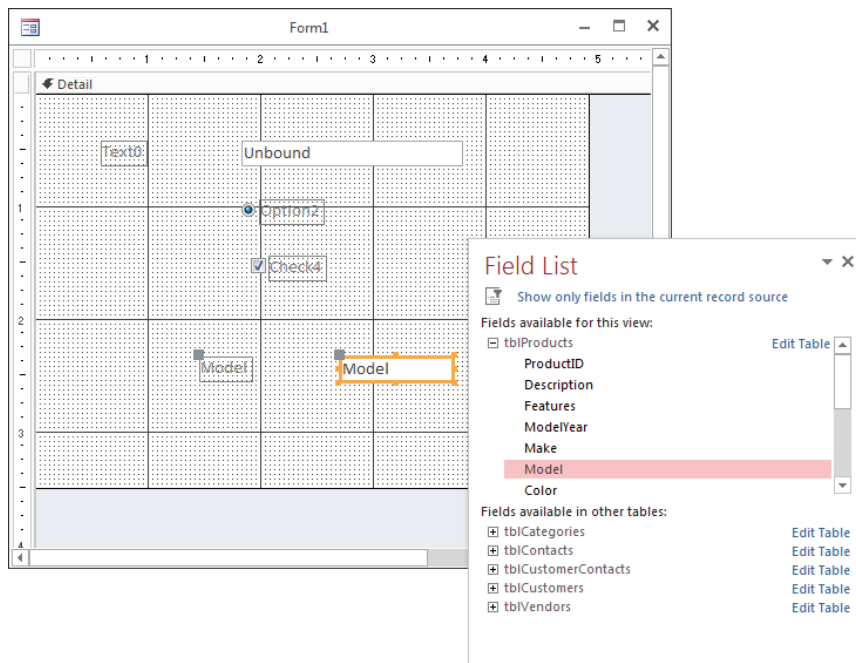 Form1
1 2 3 4 5
Detail
Text0 Unbound
1
Option2
Check4
2
Model Model
3
4
Field List
Show only fields in the current record source
Fields available for this view:
tblProducts Edit Table
ProductID
Description
Features
ModelYear
Make
Model
Color
Fields available in other tables:
tblCategories Edit Table
tblContacts Edit Table
tblCustomerContacts Edit Table
tblCustomers Edit Table
tblVendors Edit Table